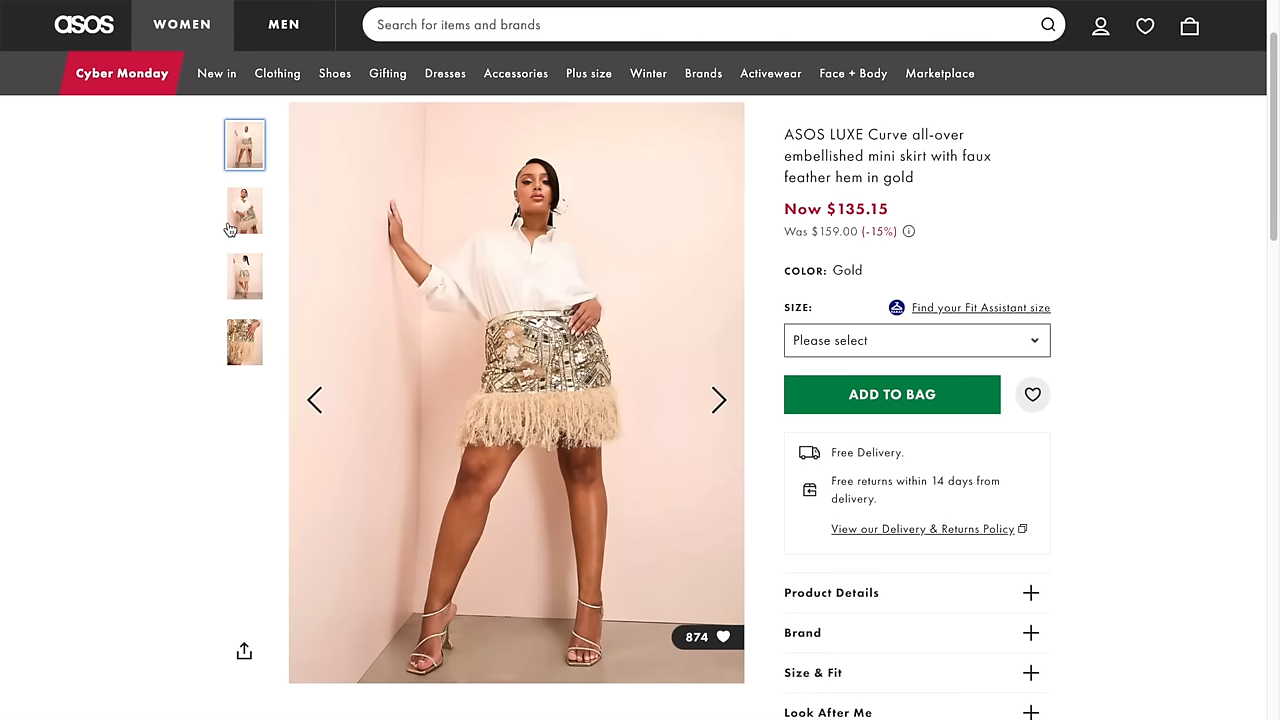 asos
WOMEN
MEN
Search for items and brands
Cyber Monday
New in
Clothing
Shoes
Gifting
Dresses
Accessories
Plus size
Winter
Brands
Activewear
Face + Body
Marketplace
ASOS LUXE Curve all-over
embellished mini skirt with faux
feather hem in gold
Now $135.15
Was $159.00 (-15%)
COLOR: Gold
SIZE:
Find your Fit Assistant size
Please select
ADD TO BAG
Free Delivery.
Free returns within 14 days from
delivery.
View our Delivery & Returns Policy
874
Product Details
Brand
Size & Fit
Look After Me